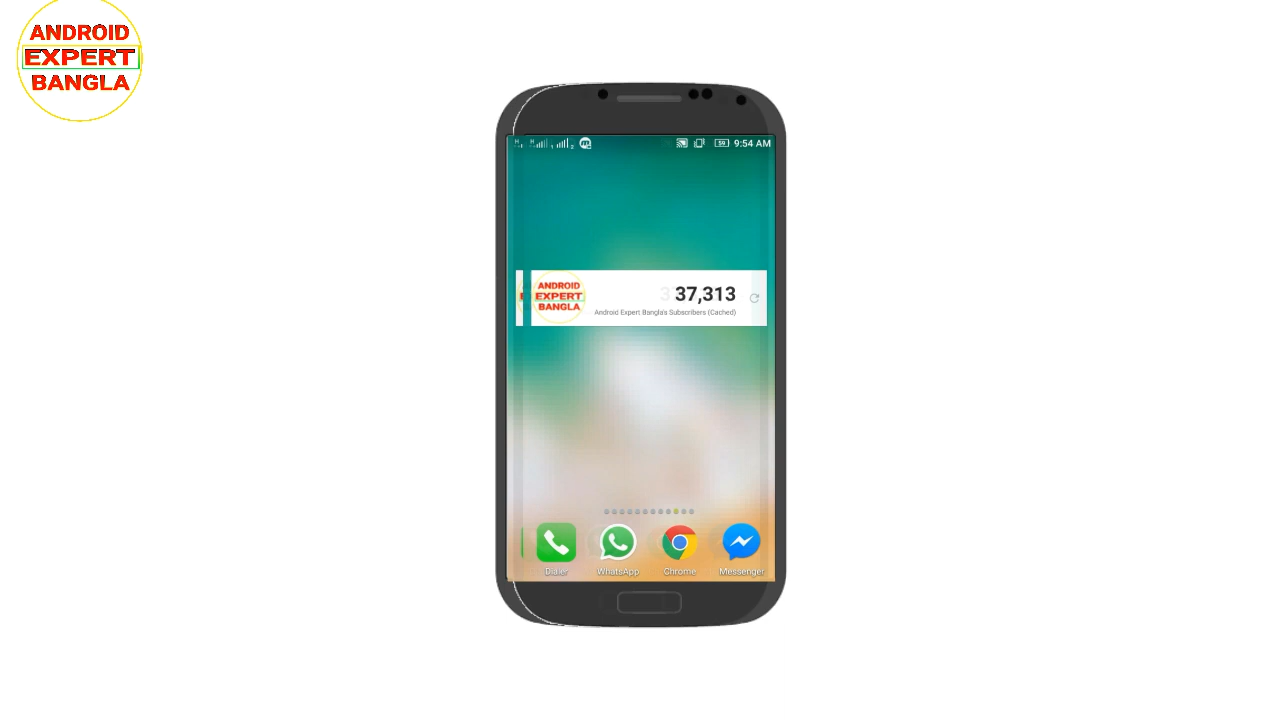 ANDROID
EXPERT
BANGLA
59 9:54 AM
ANDROID
EXPERT
BANGLA
37,313
Android Expert Bangla's Subscribers (Cached)
Dialer
WhatsApp
Chrome
Messenger